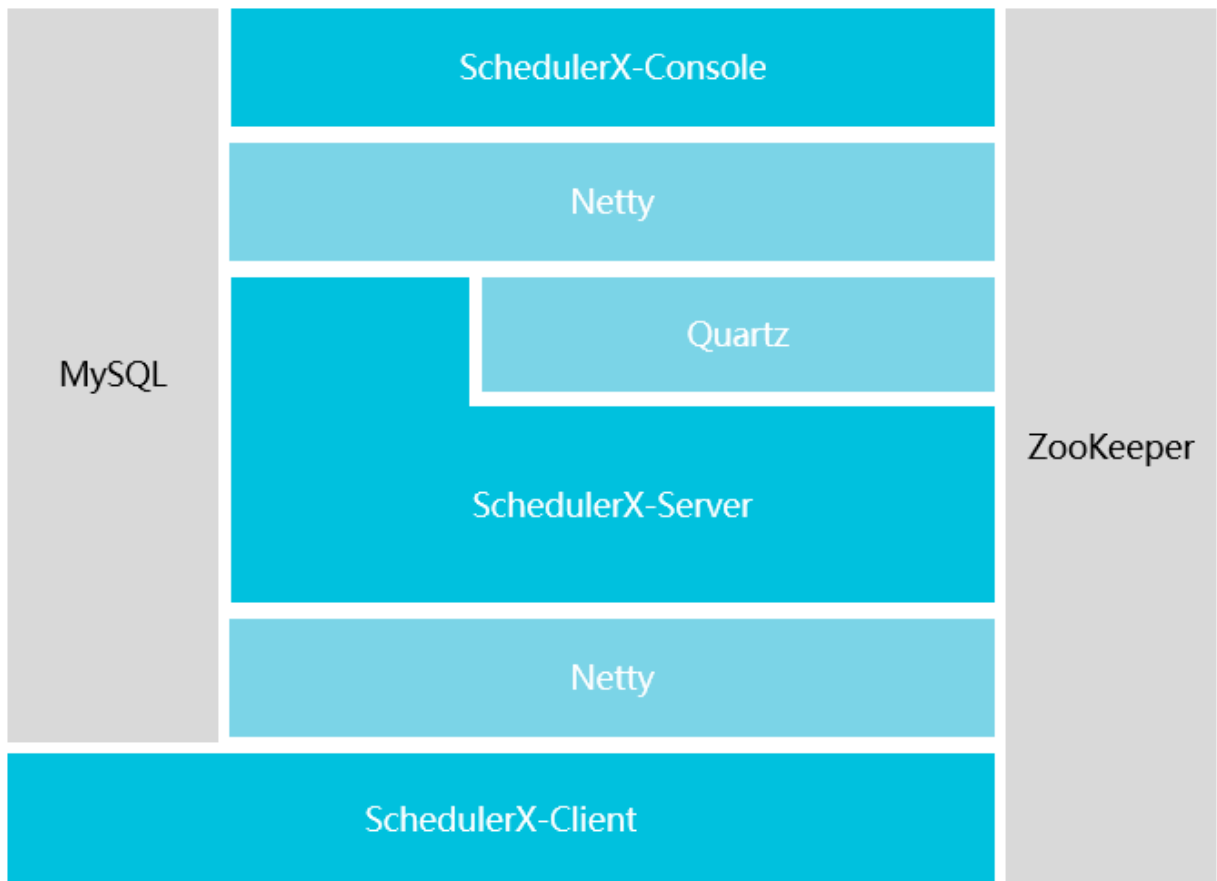 SchedulerX-Console
Netty
Quartz
MySQL
ZooKeeper
SchedulerX-Server
Netty
SchedulerX-Client